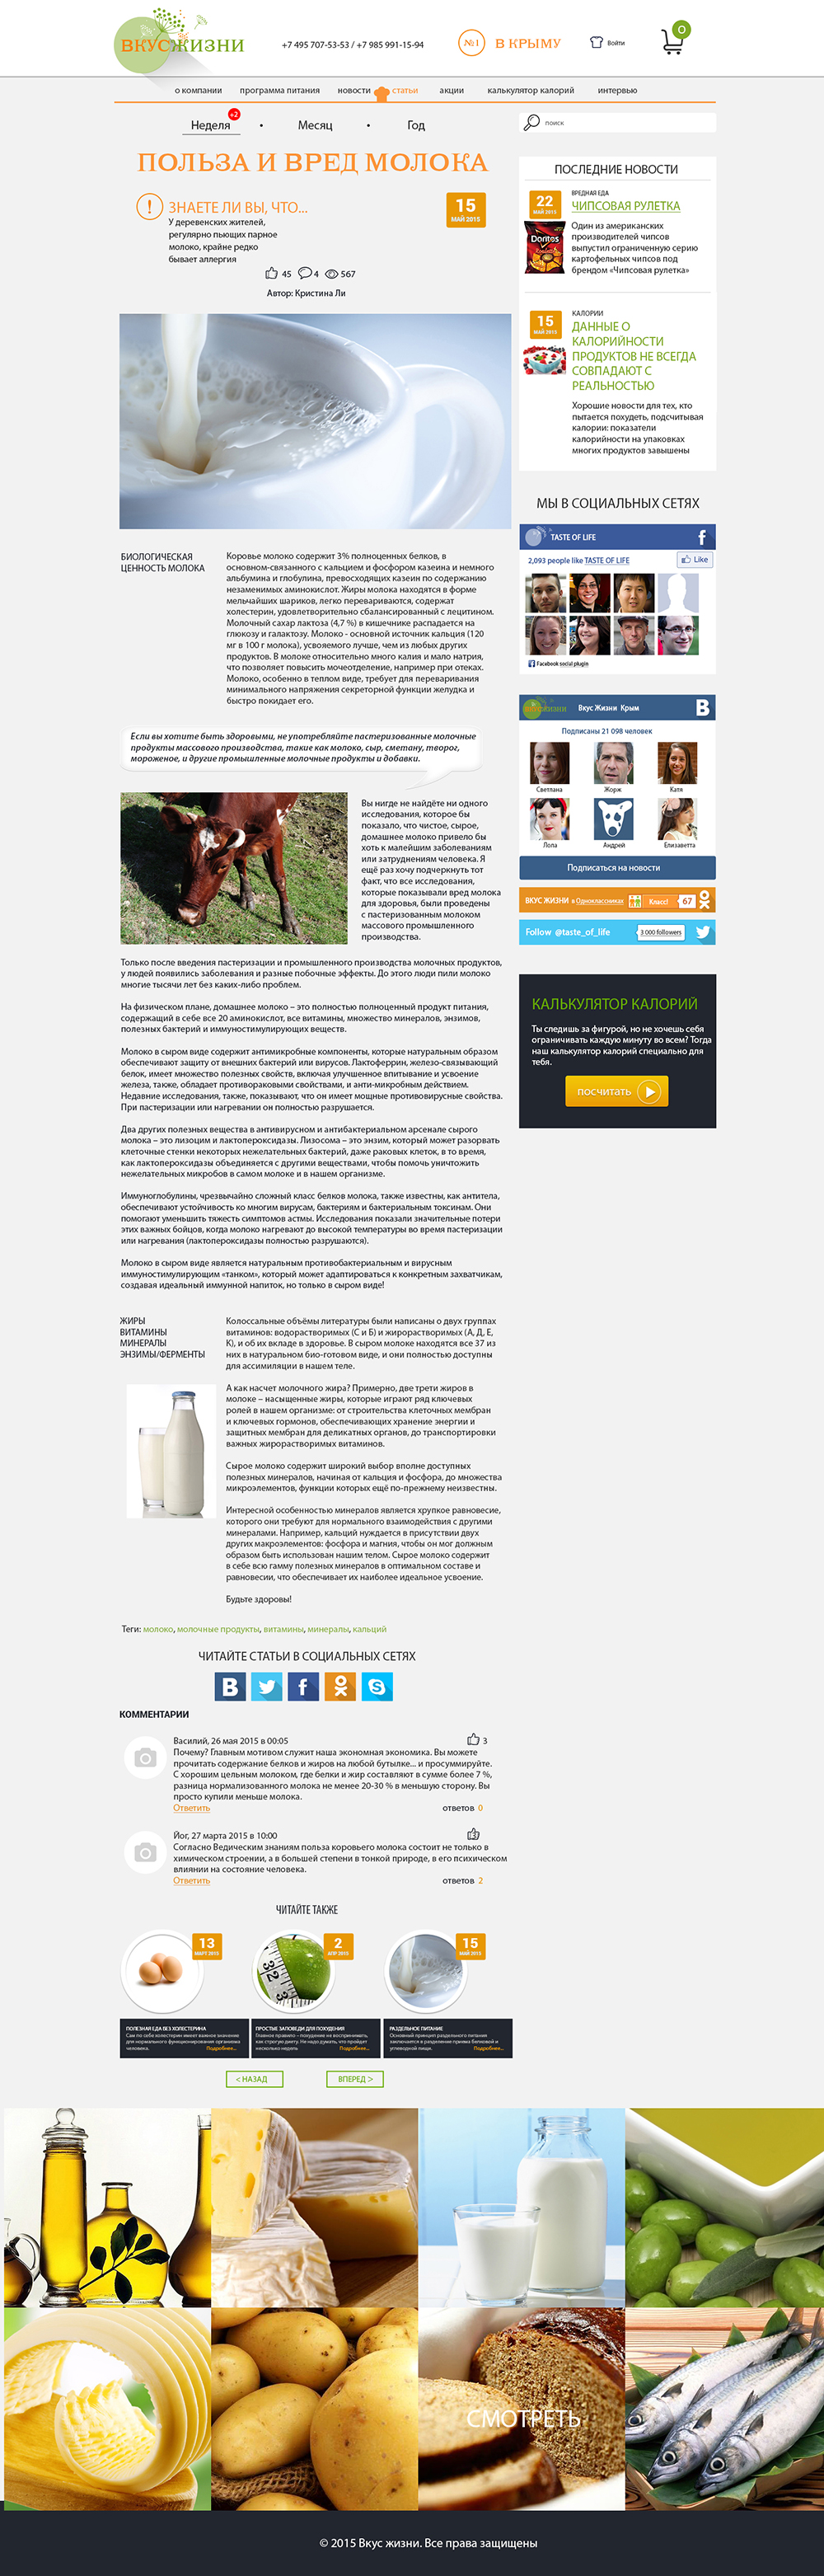 ВКУСЖИЗНИ
+7 495 707-53-53 / +7 985 991-15-94
№1
В КРЫМУ
Войти
0
о компании
программа питания
новости
статьи
акции
калькулятор калорий
интервью
Неделя
+2
Месяц
Год
поиск
ПОЛЬЗА И ВРЕД МОЛОКА
!
ЗНАЕТЕ ЛИ ВЫ, ЧТО...
У деревенских жителей,
регулярно пьющих парное
молоко, крайне редко
бывает аллергия
15
МАЙ 2015
45
4
567
Автор: Кристина Ли
БИОЛОГИЧЕСКАЯ
ЦЕННОСТЬ МОЛОКА
Коровье молоко содержит 3% полноценных белков, в
основном-связанного с кальцием и фосфором казеина и немного
альбумина и глобулина, превосходящих казеин по содержанию
незаменимых аминокислот. Жиры молока находятся в форме
мельчайших шариков, легко перевариваются, содержат
холестерин, удовлетворительно сбалансированный с лецитином.
Молочный сахар лактоза (4,7 %) в кишечнике распадается на
глюкозу и галактозу. Молоко - основной источник кальция (120
мг в 100 г молока), усвояемого лучше, чем из любых других
продуктов. В молоке относительно много калия и мало натрия,
что позволяет повысить мочеотделение, например при отеках.
Молоко, особенно в теплом виде, требует для переваривания
минимального напряжения секреторной функции желудка и
быстро покидает его.
Если вы хотите быть здоровыми, не употребляйте пастеризованные молочные
продукты массового производства, такие как молоко, сыр, сметану, творог,
мороженое, и другие промышленные молочные продукты и добавки.
Вы нигде не найдёте ни одного
исследования, которое бы
показало, что чистое, сырое,
домашнее молоко привело бы
хоть к малейшим заболеваниям
или затруднениям человека. Я
ещё раз хочу подчеркнуть тот
факт, что все исследования,
которые показывали вред молока
для здоровья, были проведены
с пастеризованным молоком
массового промышленного
производства.
Только после введения пастеризации и промышленного производства молочных продуктов,
у людей появились заболевания и разные побочные эффекты. До этого люди пили молоко
многие тысячи лет без каких-либо проблем.
На физическом плане, домашнее молоко – это полностью полноценный продукт питания,
содержащий в себе все 20 аминокислот, все витамины, множество минералов, энзимов,
полезных бактерий и иммуностимулирующих веществ.
Молоко в сыром виде содержит антимикробные компоненты, которые натуральным образом
обеспечивают защиту от внешних бактерий или вирусов. Лактоферрин, железо-связывающий
белок, имеет множество полезных свойств, включая улучшенное впитывание и усвоение
железа, также, обладает противораковыми свойствами, и анти-микробным действием.
Недавние исследования, также, показывают, что он имеет мощные противовирусные свойства.
При пастеризации или нагревании он полностью разрушается.
Два других полезных вещества в антивирусном и антибактериальном арсенале сырого
молока – это лизоцим и лактопероксидазы. Лизосома – это энзим, который может разорвать
клеточные стенки некоторых нежелательных бактерий, даже раковых клеток, в то время,
как лактопероксидазы объединяется с другими веществами, чтобы помочь уничтожить
нежелательных микробов в самом молоке и в нашем организме.
Иммуноглобулины, чрезвычайно сложный класс белков молока, также известны, как антитела,
обеспечивают устойчивость ко многим вирусам, бактериям и бактериальным токсинам. Они
помогают уменьшить тяжесть симптомов астмы. Исследования показали значительные потери
этих важных бойцов, когда молоко нагревают до высокой температуры во время пастеризации
или нагревания (лактопероксидазы полностью разрушаются).
Молоко в сыром виде является натуральным противобактериальным и вирусным
иммуностимулирующим «танком», который может адаптироваться к конкретным захватчикам,
создавая идеальный иммунной напиток, но только в сыром виде!
ЖИРЫ
ВИТАМИНЫ
МИНЕРАЛЫ
ЭНЗИМЫ/ФЕРМЕНТЫ
Колоссальные объёмы литературы были написаны о двух группах
витаминов: водорастворимых (С и Б) и жирорастворимых (А, Д, Е,
К), и об их вкладе в здоровье. В сыром молоке находятся все 37 из
них в натуральном био-готовом виде, и они полностью доступны
для ассимиляции в нашем теле.
А как насчет молочного жира? Примерно, две трети жиров в
молоке – насыщенные жиры, которые играют ряд ключевых
ролей в нашем организме: от строительства клеточных мембран
и ключевых гормонов, обеспечивающих хранение энергии и
защитных мембран для деликатных органов, до транспортировки
важных жирорастворимых витаминов.
Сырое молоко содержит широкий выбор вполне доступных
полезных минералов, начиная от кальция и фосфора, до множества
микроэлементов, функции которых ещё по-прежнему неизвестны.
Интересной особенностью минералов является хрупкое равновесие,
которого они требуют для нормального взаимодействия с другими
минералами. Например, кальций нуждается в присутствии двух
других макроэлементов: фосфора и магния, чтобы он мог должным
образом быть использован нашим телом. Сырое молоко содержит
в себе всю гамму полезных минералов в оптимальном составе и
равновесии, что обеспечивает их наиболее идеальное усвоение.
Будьте здоровы!
Теги: молоко, молочные продукты, витамины, минералы, кальций
ЧИТАЙТЕ СТАТЬИ В СОЦИАЛЬНЫХ СЕТЯХ
КОММЕНТАРИИ
Василий, 26 мая 2015 в 00:05
3
Почему? Главным мотивом служит наша экономная экономика. Вы можете
прочитать содержание белков и жиров на любой бутылке... и просуммируйте.
С хорошим цельным молоком, где белки и жир составляют в сумме более 7 %,
разница нормализованного молока не менее 20-30 % в меньшую сторону. Вы
просто купили меньше молока.
Ответить
ответов 0
Йог, 27 марта 2015 в 10:00
Согласно Ведическим знаниям польза коровьего молока состоит не только в
химическом строении, а в большей степени в тонкой природе, в его психическом
влиянии на состояние человека.
Ответить
ответов 2
ЧИТАЙТЕ ТАКЖЕ
13
МАРТ 2015
2
АПР 2015
15
МАЙ 2015
ПОЛЕЗНАЯ ЕДА БЕЗ ХОЛЕСТЕРИНА
Сам по себе холестерин имеет важное значение
для нормального функционирования организма
человека.
Подробнее...
ПРОСТЫЕ ЗАПОВЕДИ ДЛЯ ПОХУДЕНИЯ
Главное правило – похудение не воспринимать,
как строгую диету. Не надо думать, что пройдет
несколько недель
Подробнее...
РАЗДЕЛЬНОЕ ПИТАНИЕ
Основной принцип раздельного питания
заключается в разделении приема белковой и
углеводной пищи.
Подробнее...
< НАЗАД
ВПЕРЕД >
ПОСЛЕДНИЕ НОВОСТИ
22
МАЙ 2015
ВРЕДНАЯ ЕДА
ЧИПСОВАЯ РУЛЕТКА
Doritos
Один из американских
производителей чипсов
выпустил ограниченную серию
картофельных чипсов под
брендом «Чипсовая рулетка»
15
МАЙ 2015
КАЛОРИИ
ДАННЫЕ О
КАЛОРИЙНОСТИ
ПРОДУКТОВ НЕ ВСЕГДА
СОВПАДАЮТ С
РЕАЛЬНОСТЬЮ
Хорошие новости для тех, кто
пытается похудеть, подсчитывая
калории: показатели
калорийности на упаковках
многих продуктов завышены
МЫ В СОЦИАЛЬНЫХ СЕТЯХ
TASTE OF LIFE
f
2,093 people like TASTE OF LIFE
Like
Facebook social plugin
ВКУСЖИЗНИ
Вкус Жизни Крым
В
Подписаны 21 098 человек
Светлана
Жорж
Катя
Лола
Андрей
Елизаветта
Подписаться на новости
ВКУС ЖИЗНИ в Одноклассниках
Класс!
67
Follow @taste_of_life
3 000 followers
КАЛЬКУЛЯТОР КАЛОРИЙ
Ты следишь за фигурой, но не хочешь себя
ограничивать каждую минуту во всем? Тогда
наш калькулятор калорий специально для
тебя.
посчитать
СМОТРЕТЬ
© 2015 Вкус жизни. Все права защищены